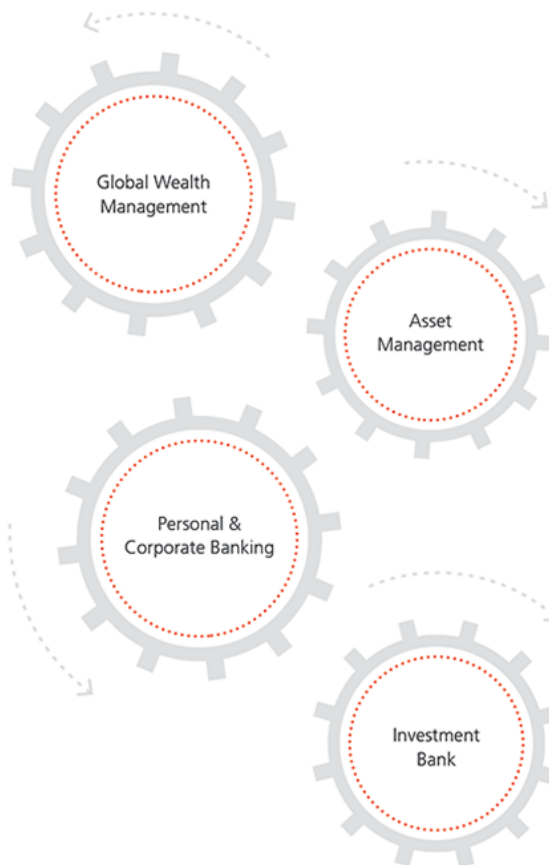 Global Wealth
Management
Asset
Management
Personal &
Corporate Banking
Investment
Bank